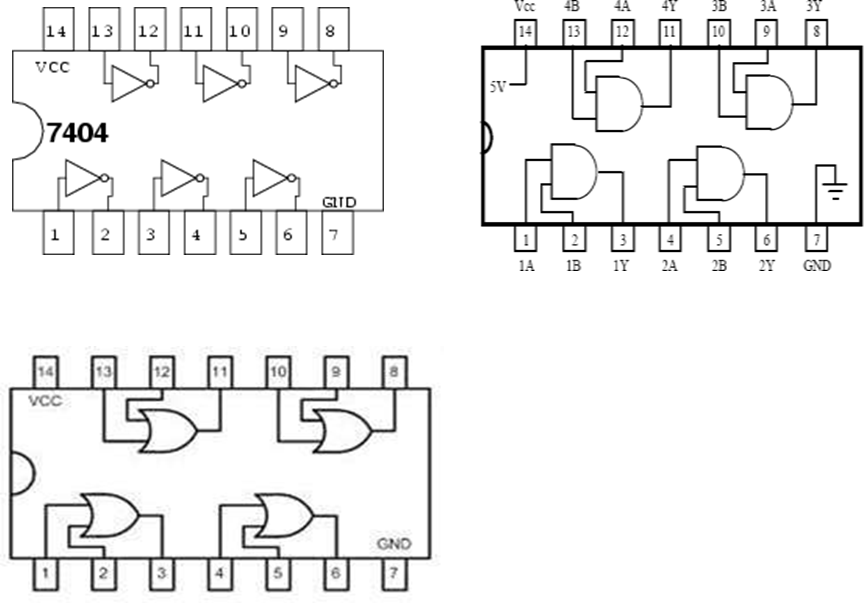 14 13 12 11 10 9 8
VCC
7404
GND
1 2 3 4 5 6 7
Vcc 4B 4A 4Y 3B 3A 3Y
14 13 12 11 10 9 8
5V
1 2 3 4 5 6 7
1A 1B 1Y 2A 2B 2Y GND
14 13 12 11 10 9 8
VCC
GND
1 2 3 4 5 6 7